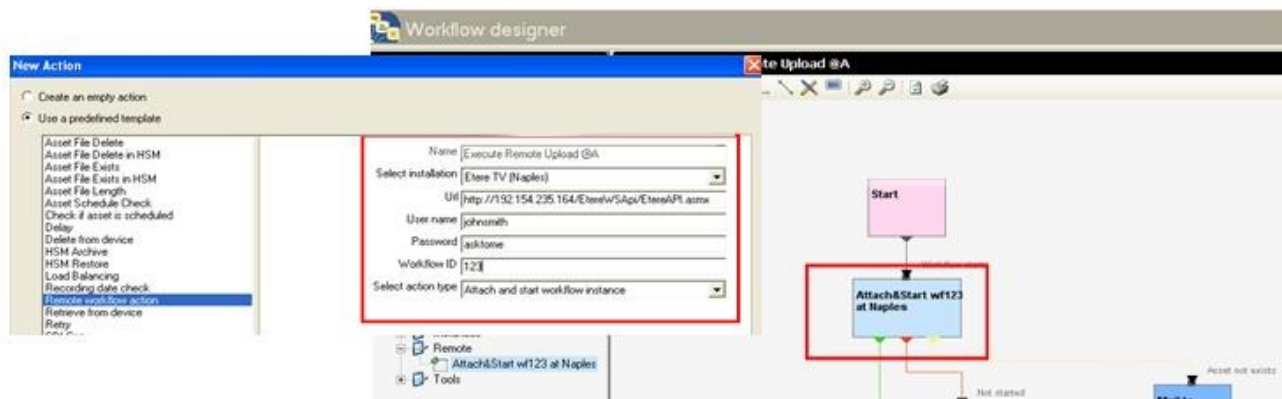 Workflow designer
New Action
te Upload @A
Create an empty action
Use a predefined template
Asset File Delete
Asset File Delete in HSM
Asset File Exists
Asset File Exists in HSM
Asset File Length
Asset Schedule Check
Check if asset is scheduled
Delay
Delete from device
HSM Archive
HSM Restore
Load Balancing
Recording date check
Remote workflow action
Retrieve from device
Retry
Name Execute Remote Upload @A
Select installation Etere TV (Naples)
Url http://192.154.235.164/EtereWSApi/EtereAPI.asmx
User name johnsmith
Password asktome
Workflow ID 123
Select action type Attach and start workflow instance
Start
Attach&Start wf123
at Naples
Remote
Attach&Start wf123 at Naples
Tools
Not started
Asset not exists